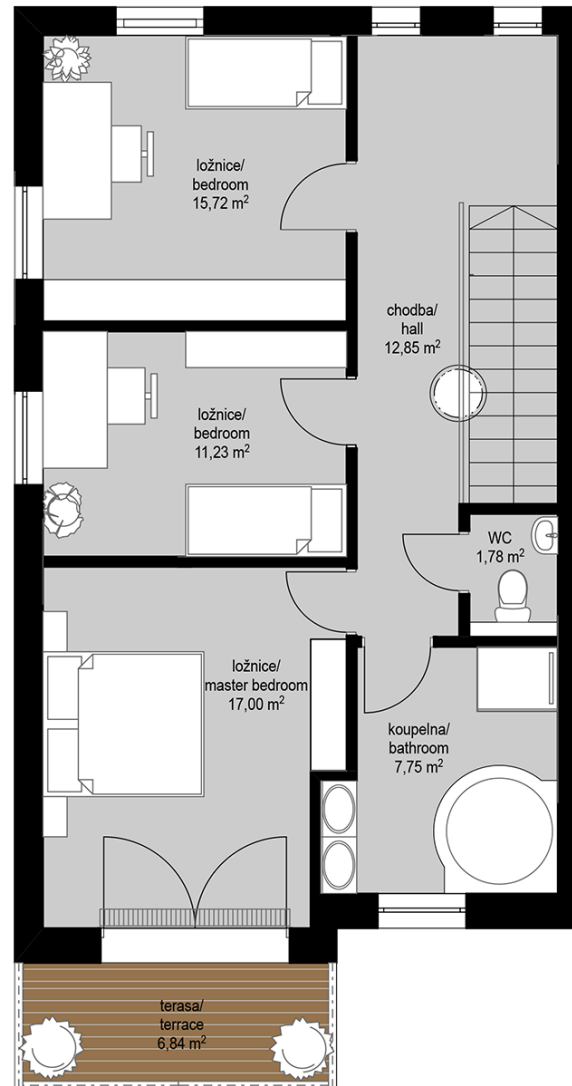 ložnice/
bedroom
15,72 m²
chodba/
hall
12,85 m²
ložnice/
bedroom
11,23 m²
WC
1,78 m²
ložnice/
master bedroom
17,00 m²
koupelna/
bathroom
7,75 m²
terasa/
terrace
6,84 m²